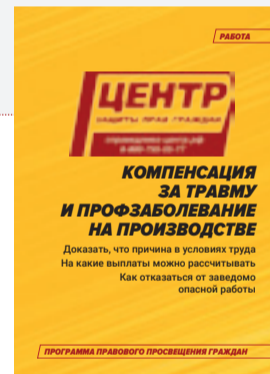 РАБОТА
ЦЕНТР
ЗАЩИТЫ ПРАВ ГРАЖДАН
КОМПЕНСАЦИЯ
ЗА ТРАВМУ
И ПРОФЗАБОЛЕВАНИЕ
НА ПРОИЗВОДСТВЕ
Доказать, что причина в условиях труда
На какие выплаты можно рассчитывать
Как отказаться от заведомо
опасной работы
ПРОГРАММА ПРАВОВОГО ПРОСВЕЩЕНИЯ ГРАЖДАН